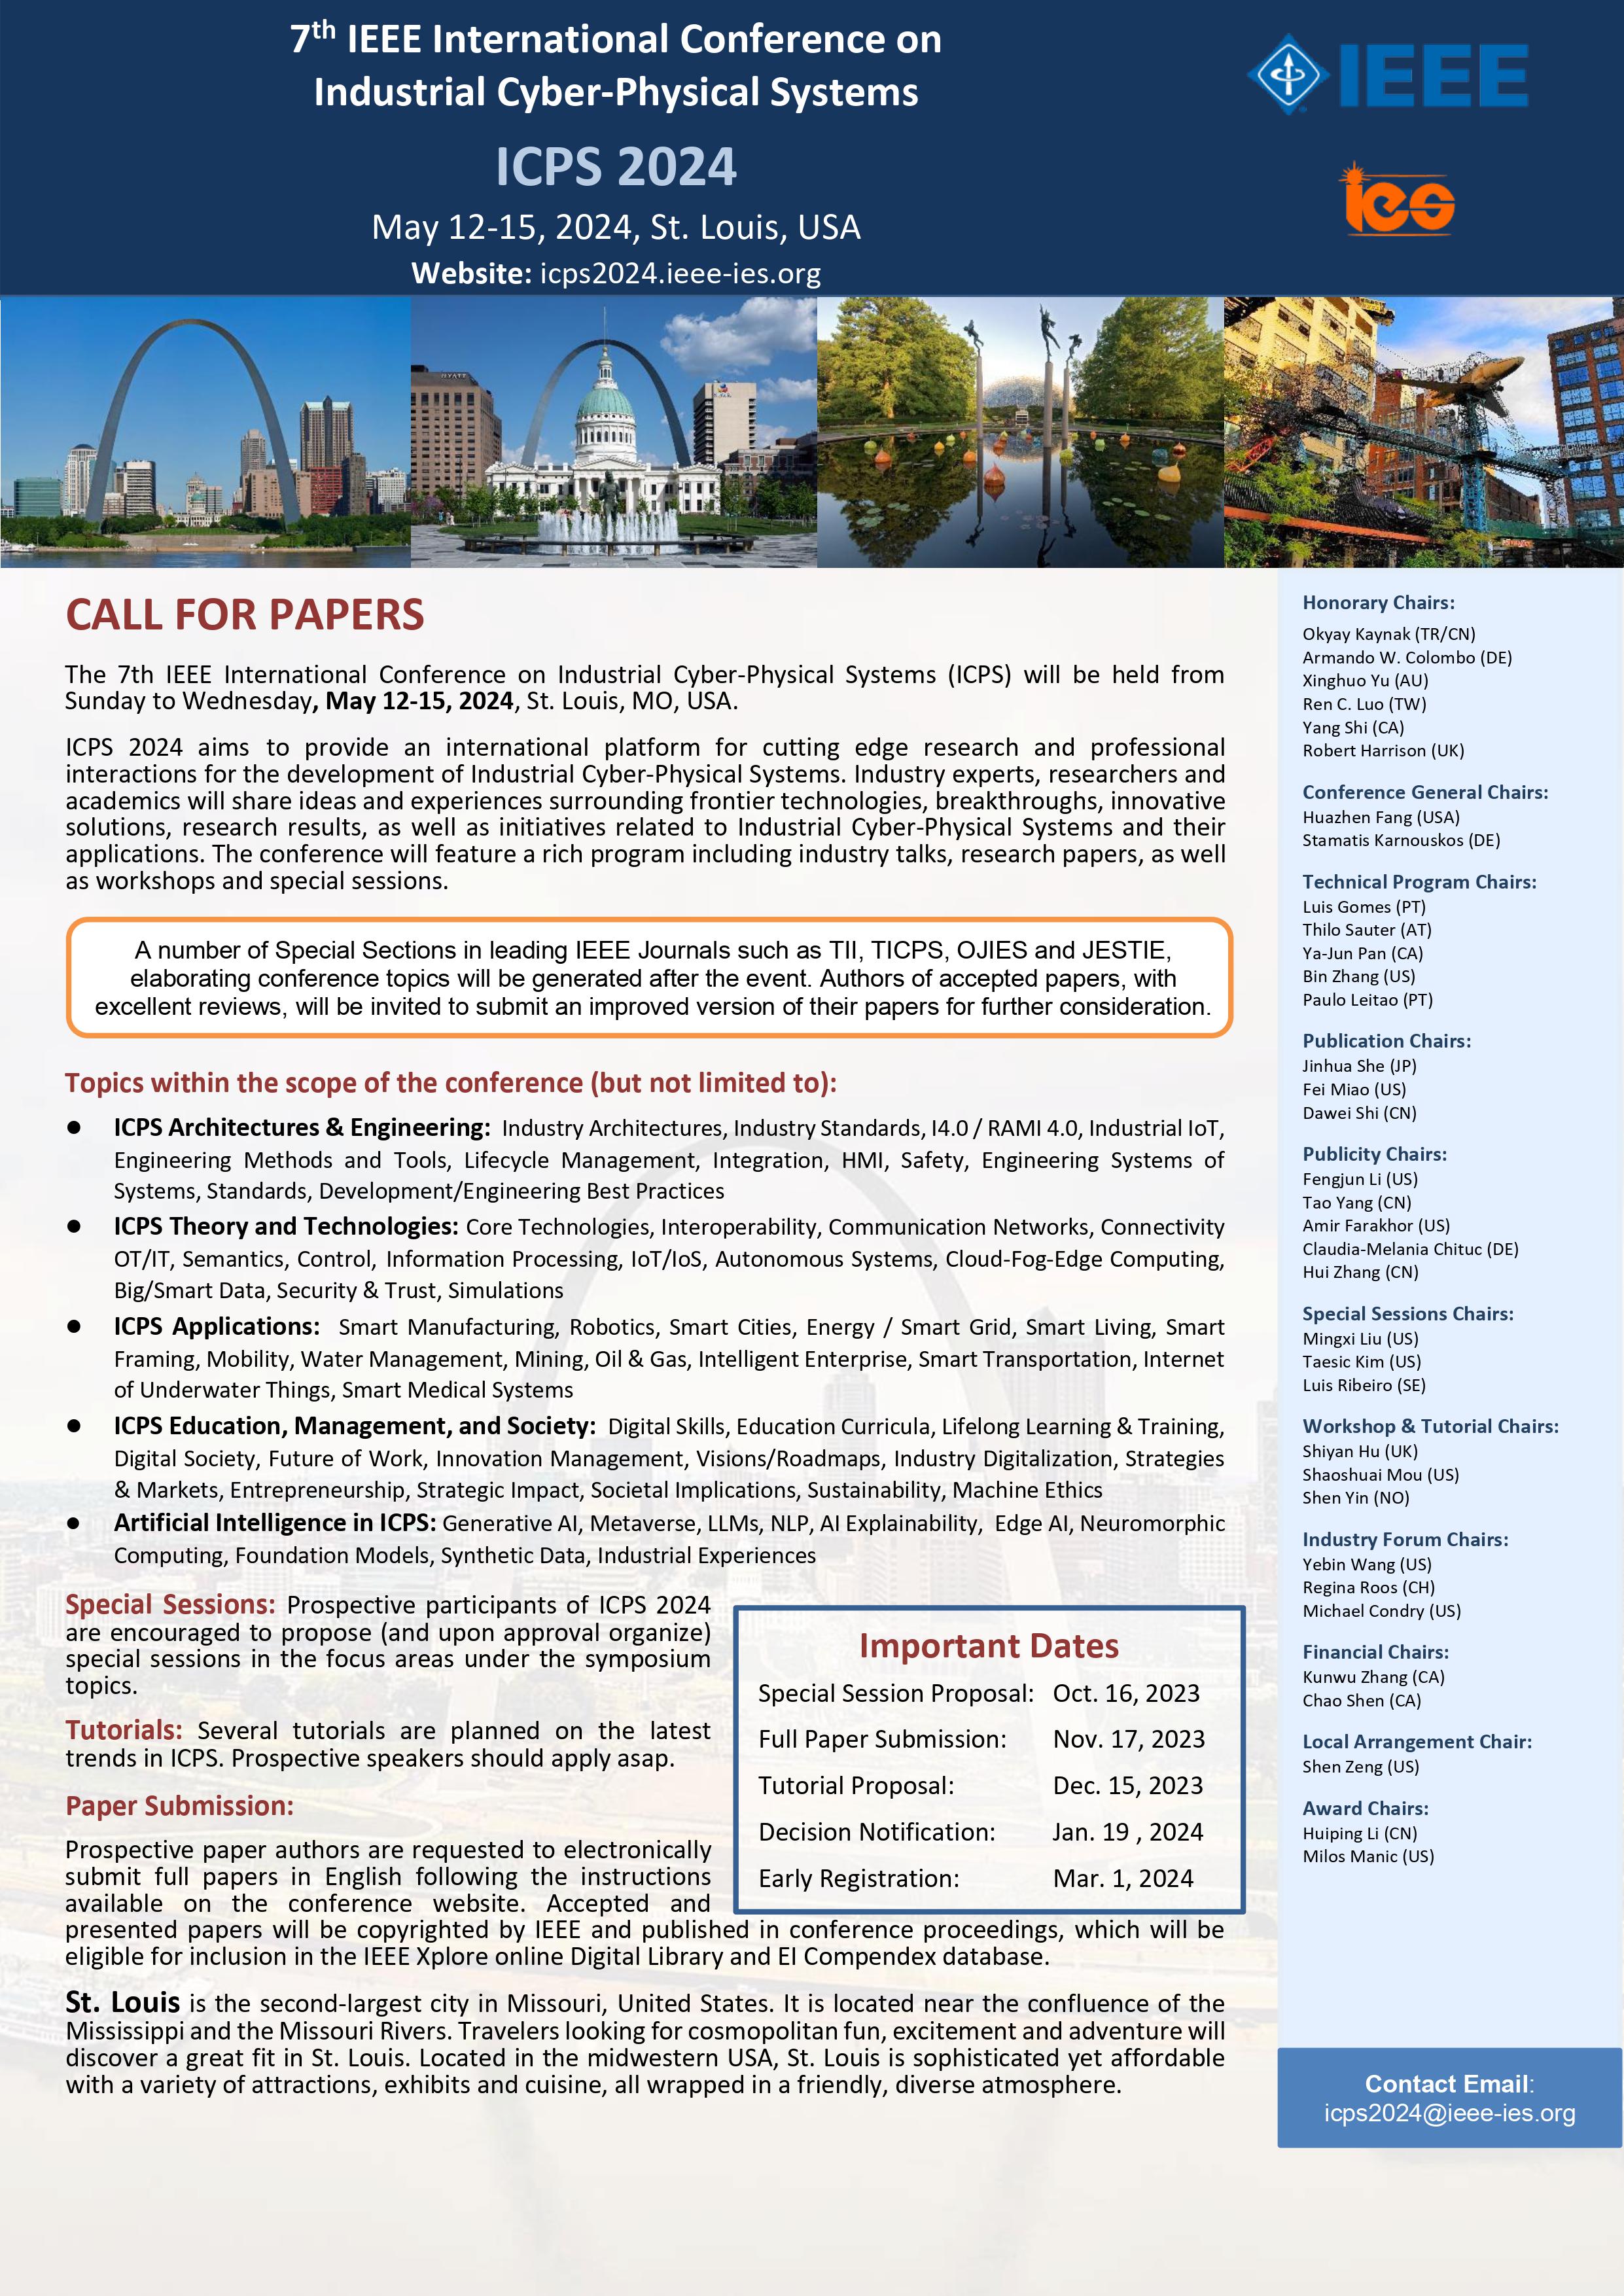 7th IEEE International Conference on
Industrial Cyber-Physical Systems
ICPS 2024
May 12-15, 2024, St. Louis, USA
Website: icps2024.ieee-ies.org
IEEE
ies
HYATT
CALL FOR PAPERS
The 7th IEEE International Conference on Industrial Cyber-Physical Systems (ICPS) will be held from
Sunday to Wednesday, May 12-15, 2024, St. Louis, MO, USA.
ICPS 2024 aims to provide an international platform for cutting edge research and professional
interactions for the development of Industrial Cyber-Physical Systems. Industry experts, researchers and
academics will share ideas and experiences surrounding frontier technologies, breakthroughs, innovative
solutions, research results, as well as initiatives related to Industrial Cyber-Physical Systems and their
applications. The conference will feature a rich program including industry talks, research papers, as well
as workshops and special sessions.
A number of Special Sections in leading IEEE Journals such as TII, TICPS, OJIES and JESTIE,
elaborating conference topics will be generated after the event. Authors of accepted papers, with
excellent reviews, will be invited to submit an improved version of their papers for further consideration.
Topics within the scope of the conference (but not limited to):
● ICPS Architectures & Engineering: Industry Architectures, Industry Standards, I4.0 / RAMI 4.0, Industrial IoT,
Engineering Methods and Tools, Lifecycle Management, Integration, HMI, Safety, Engineering Systems of
Systems, Standards, Development/Engineering Best Practices
● ICPS Theory and Technologies: Core Technologies, Interoperability, Communication Networks, Connectivity
OT/IT, Semantics, Control, Information Processing, IoT/IoS, Autonomous Systems, Cloud-Fog-Edge Computing,
Big/Smart Data, Security & Trust, Simulations
● ICPS Applications: Smart Manufacturing, Robotics, Smart Cities, Energy / Smart Grid, Smart Living, Smart
Framing, Mobility, Water Management, Mining, Oil & Gas, Intelligent Enterprise, Smart Transportation, Internet
of Underwater Things, Smart Medical Systems
● ICPS Education, Management, and Society: Digital Skills, Education Curricula, Lifelong Learning & Training,
Digital Society, Future of Work, Innovation Management, Visions/Roadmaps, Industry Digitalization, Strategies
& Markets, Entrepreneurship, Strategic Impact, Societal Implications, Sustainability, Machine Ethics
● Artificial Intelligence in ICPS: Generative AI, Metaverse, LLMs, NLP, AI Explainability, Edge AI, Neuromorphic
Computing, Foundation Models, Synthetic Data, Industrial Experiences
Special Sessions: Prospective participants of ICPS 2024
are encouraged to propose (and upon approval organize)
special sessions in the focus areas under the symposium
topics.
Tutorials: Several tutorials are planned on the latest
trends in ICPS. Prospective speakers should apply asap.
Paper Submission:
Prospective paper authors are requested to electronically
submit full papers in English following the instructions
available on the conference website. Accepted and
presented papers will be copyrighted by IEEE and published in conference proceedings, which will be
eligible for inclusion in the IEEE Xplore online Digital Library and EI Compendex database.
Important Dates
Special Session Proposal: Oct. 16, 2023
Full Paper Submission: Nov. 17, 2023
Tutorial Proposal: Dec. 15, 2023
Decision Notification: Jan. 19 , 2024
Early Registration: Mar. 1, 2024
St. Louis is the second-largest city in Missouri, United States. It is located near the confluence of the
Mississippi and the Missouri Rivers. Travelers looking for cosmopolitan fun, excitement and adventure will
discover a great fit in St. Louis. Located in the midwestern USA, St. Louis is sophisticated yet affordable
with a variety of attractions, exhibits and cuisine, all wrapped in a friendly, diverse atmosphere.
Honorary Chairs:
Okyay Kaynak (TR/CN)
Armando W. Colombo (DE)
Xinghuo Yu (AU)
Ren C. Luo (TW)
Yang Shi (CA)
Robert Harrison (UK)
Conference General Chairs:
Huazhen Fang (USA)
Stamatis Karnouskos (DE)
Technical Program Chairs:
Luis Gomes (PT)
Thilo Sauter (AT)
Ya-Jun Pan (CA)
Bin Zhang (US)
Paulo Leitao (PT)
Publication Chairs:
Jinhua She (JP)
Fei Miao (US)
Dawei Shi (CN)
Publicity Chairs:
Fengjun Li (US)
Tao Yang (CN)
Amir Farakhor (US)
Claudia-Melania Chituc (DE)
Hui Zhang (CN)
Special Sessions Chairs:
Mingxi Liu (US)
Taesic Kim (US)
Luis Ribeiro (SE)
Workshop & Tutorial Chairs:
Shiyan Hu (UK)
Shaoshuai Mou (US)
Shen Yin (NO)
Industry Forum Chairs:
Yebin Wang (US)
Regina Roos (CH)
Michael Condry (US)
Financial Chairs:
Kunwu Zhang (CA)
Chao Shen (CA)
Local Arrangement Chair:
Shen Zeng (US)
Award Chairs:
Huiping Li (CN)
Milos Manic (US)
Contact Email:
icps2024@ieee-ies.org